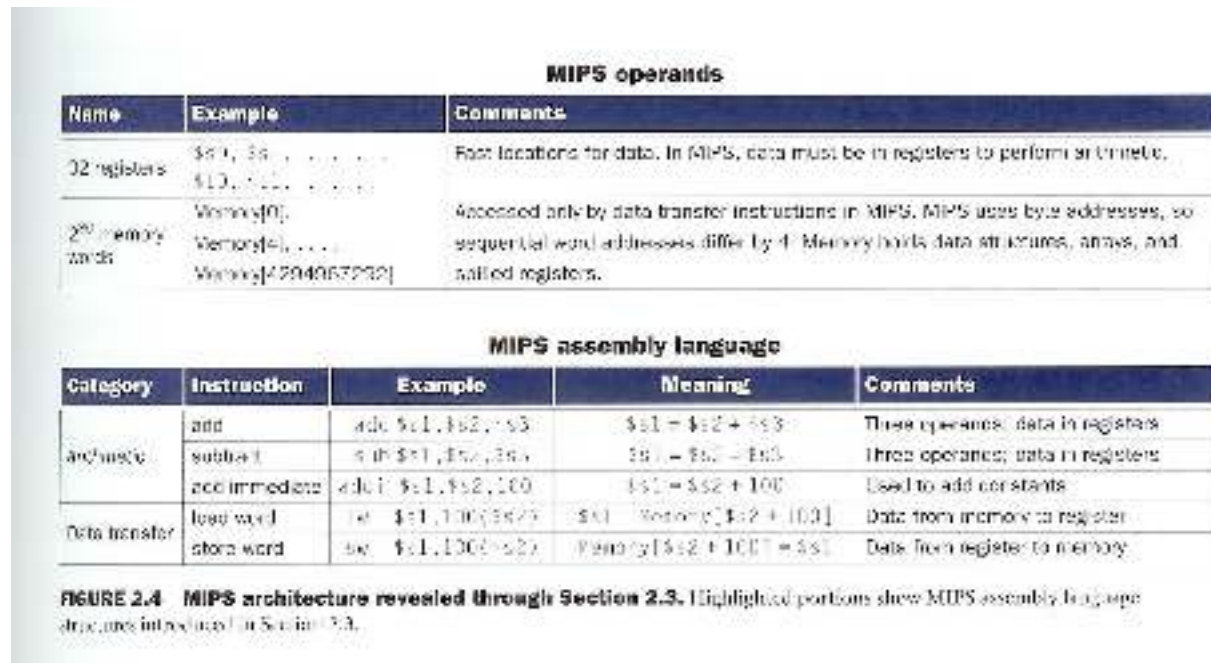 MIPS operands
Name Example Comments
32 registers $s0, $s
Fast locations for data. In MIPS, data must be in registers to perform arithmetic.
memory words
Memory[0],
Memory[4], . . .
Memory[4294967292]
Accessed only by data transfer instructions in MIPS. MIPS uses byte addresses, so
sequential word addresses differ by 4. Memory holds data structures, arrays, and
spilled registers.
MIPS assembly language
Category Instruction Example Meaning Comments
Arithmetic
add add $s1,$s2,$s3 $s1 = $s2 + $s3 Three operands; data in registers
subtract sub $s1,$s2,$s3 $s1 = $s2 – $s3 Three operands; data in registers
add immediate addi $s1,$s2,100 $s1 = $s2 + 100 Used to add constants
Data transfer
load word lw $s1,100($s2) $s1 = Memory[$s2 + 100] Data from memory to register
store word sw $s1,100($s2) Memory[$s2 + 100] = $s1 Data from register to memory
FIGURE 2.4 MIPS architecture revealed through Section 2.3. Highlighted portions show MIPS assembly language
structures introduced in Section 2.3.